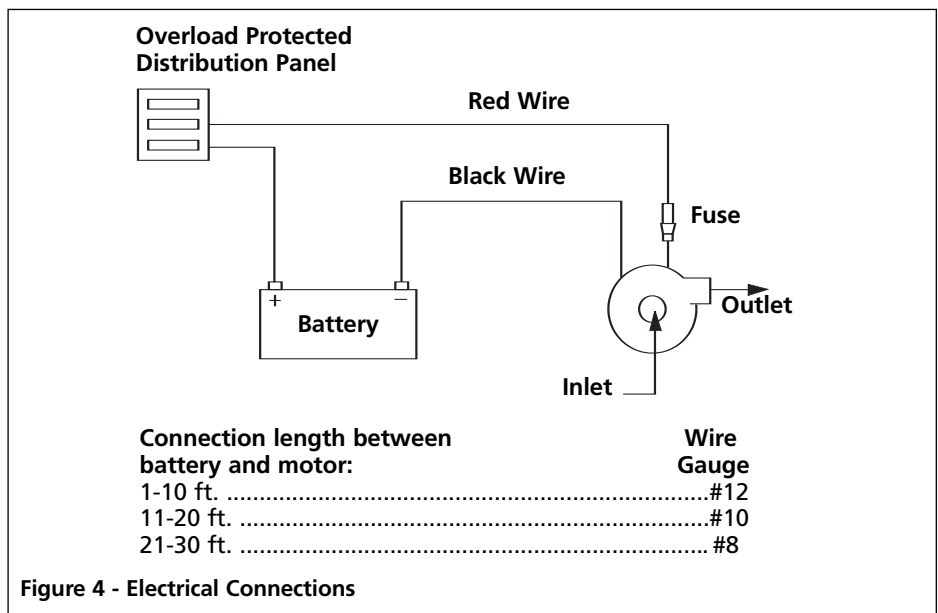 Overload Protected
Distribution Panel
Red Wire
Black Wire
Fuse
+
–
Battery
Outlet
Inlet
Connection length between Wire
battery and motor: Gauge
1-10 ft. ..........................................................................#12
11-20 ft. ........................................................................#10
21-30 ft. ........................................................................ #8
Figure 4 - Electrical Connections